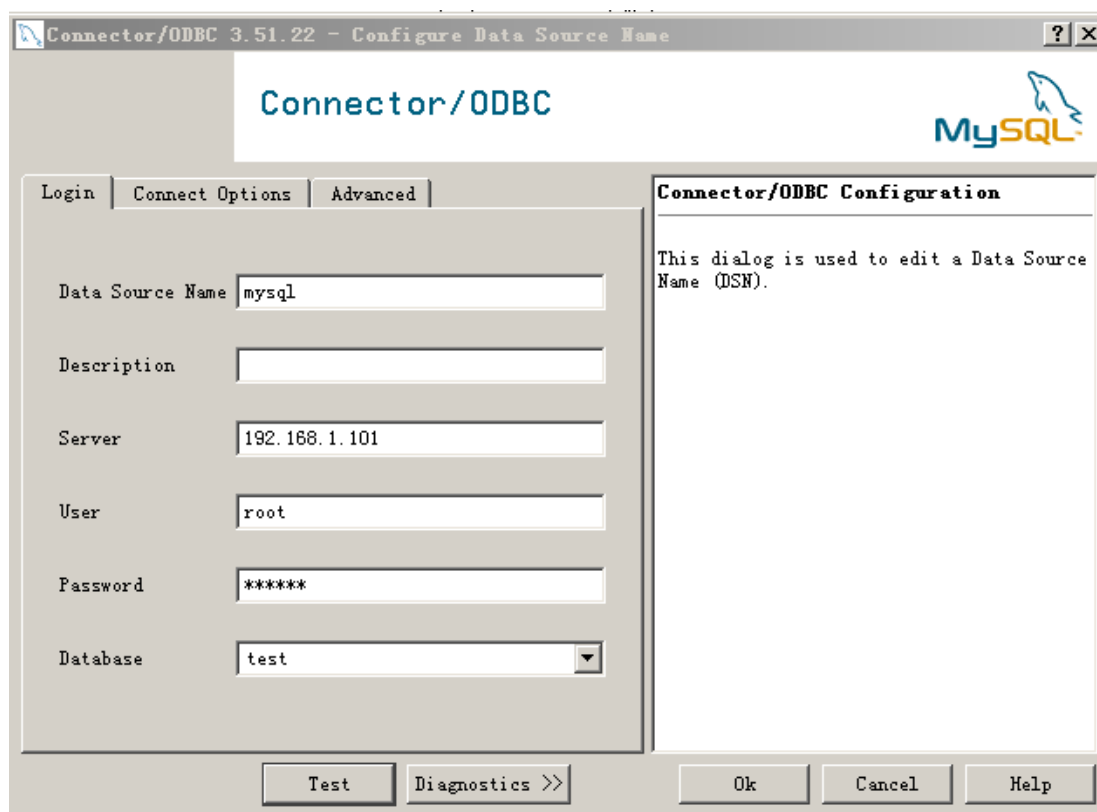 Connector/ODBC 3.51.22 - Configure Data Source Name
Connector/ODBC
MySQL
Login
Connect Options
Advanced
Data Source Name mysql
Description
Server 192.168.1.101
User root
Password ******
Database test
Connector/ODBC Configuration
This dialog is used to edit a Data Source
Name (DSN).
Test
Diagnostics >>
Ok
Cancel
Help